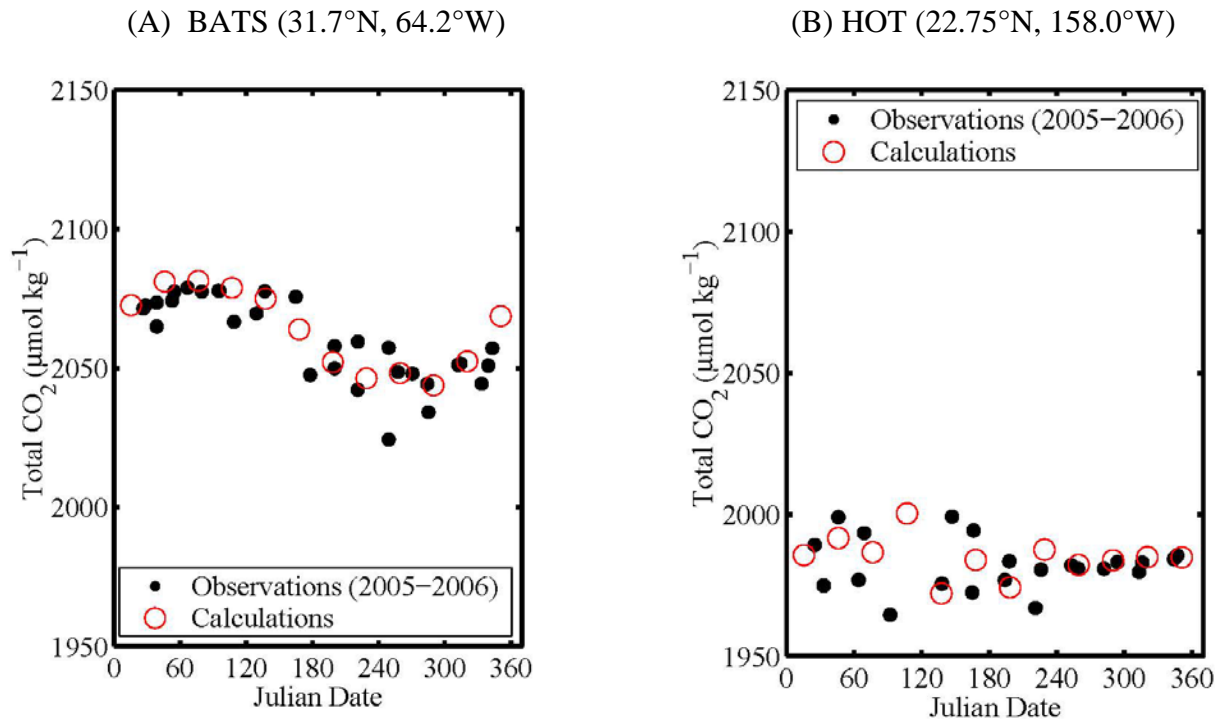 (A) BATS (31.7°N, 64.2°W)
2150
2100
2050
2000
1950
Total CO2 (µmol kg−1)
Observations (2005−2006)
Calculations
0 60 120 180 240 300 360
Julian Date
(B) HOT (22.75°N, 158.0°W)
2150
2100
2050
2000
1950
Total CO2 (µmol kg−1)
Observations (2005−2006)
Calculations
0 60 120 180 240 300 360
Julian Date